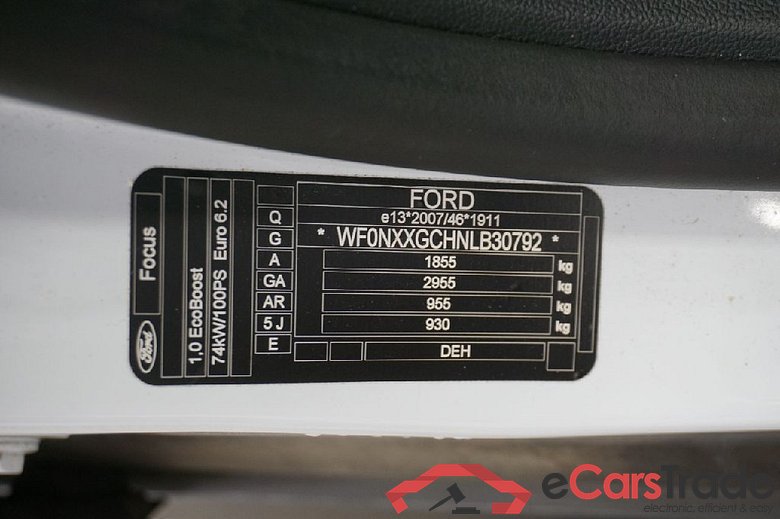 FORD
e13*2007/46*1911
* WF0NXXGCHNLB30792 *
1855 kg
2955 kg
955 kg
930 kg
DEH
Q
G
A
GA
AR
5 J
E
Focus
Ford
1,0 EcoBoost
74kW/100PS Euro 6.2
eCarsTrade
electronic, efficient & easy